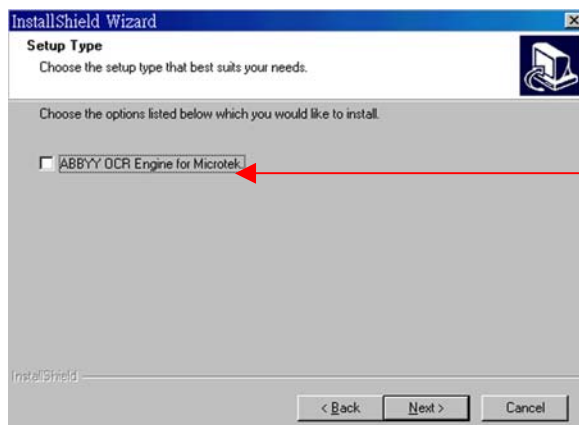 InstallShield Wizard
Setup Type
Choose the setup type that best suits your needs.
Choose the options listed below which you would like to install.
ABBYY OCR Engine for Microtek.
InstallShield
< Back
Next >
Cancel